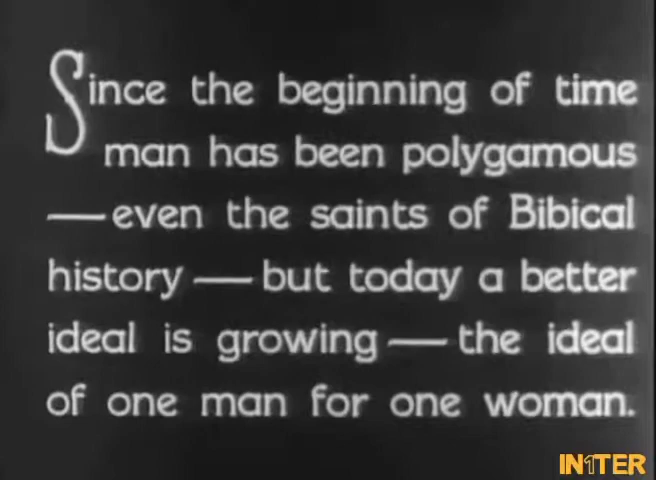 Since the beginning of time
man has been polygamous
—even the saints of Bibical
history — but today a better
ideal is growing — the ideal
of one man for one woman.
IN1TER